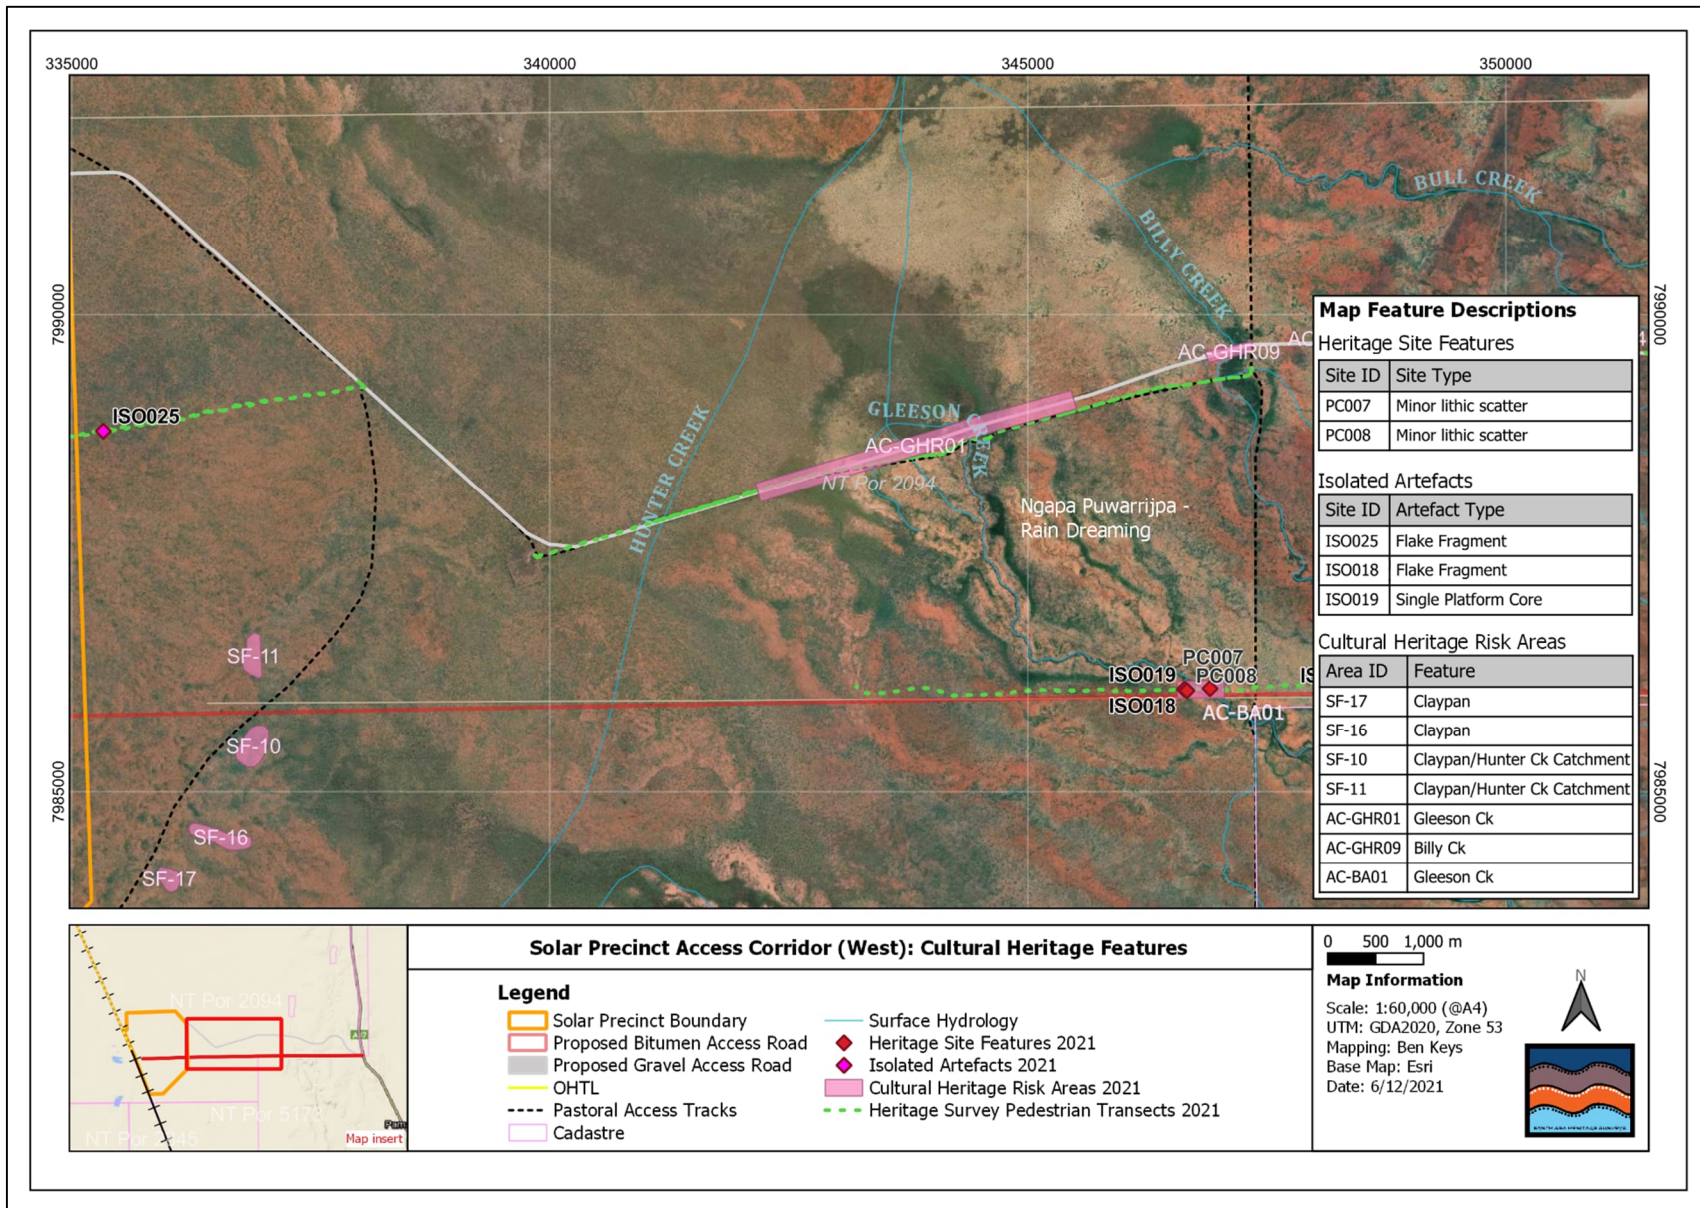 335000
340000
345000
350000
7990000
7985000
7990000
7985000
BULL CREEK
BILLY CREEK
AC-GHR09
AC
4
ISO025
GLEESON CREEK
AC-GHR01
HUNTER CREEK
NT Por 2094
Ngapa Puwarrijpa -
Rain Dreaming
SF-11
SF-10
SF-16
SF-17
PC007
ISO019
PC008
IS
ISO018
AC-BA01
Map Feature Descriptions
Heritage Site Features
Site ID Site Type
PC007 Minor lithic scatter
PC008 Minor lithic scatter
Isolated Artefacts
Site ID Artefact Type
ISO025 Flake Fragment
ISO018 Flake Fragment
ISO019 Single Platform Core
Cultural Heritage Risk Areas
Area ID Feature
SF-17 Claypan
SF-16 Claypan
SF-10 Claypan/Hunter Ck Catchment
SF-11 Claypan/Hunter Ck Catchment
AC-GHR01 Gleeson Ck
AC-GHR09 Billy Ck
AC-BA01 Gleeson Ck
NT Por 2094
NT Por 5173
NT Por
Map insert
Solar Precinct Access Corridor (West): Cultural Heritage Features
Legend
Solar Precinct Boundary
Proposed Bitumen Access Road
Proposed Gravel Access Road
OHTL
Pastoral Access Tracks
Cadastre
Surface Hydrology
Heritage Site Features 2021
Isolated Artefacts 2021
Cultural Heritage Risk Areas 2021
Heritage Survey Pedestrian Transects 2021
0 500 1,000 m
Map Information
Scale: 1:60,000 (@A4)
UTM: GDA2020, Zone 53
Mapping: Ben Keys
Base Map: Esri
Date: 6/12/2021
N